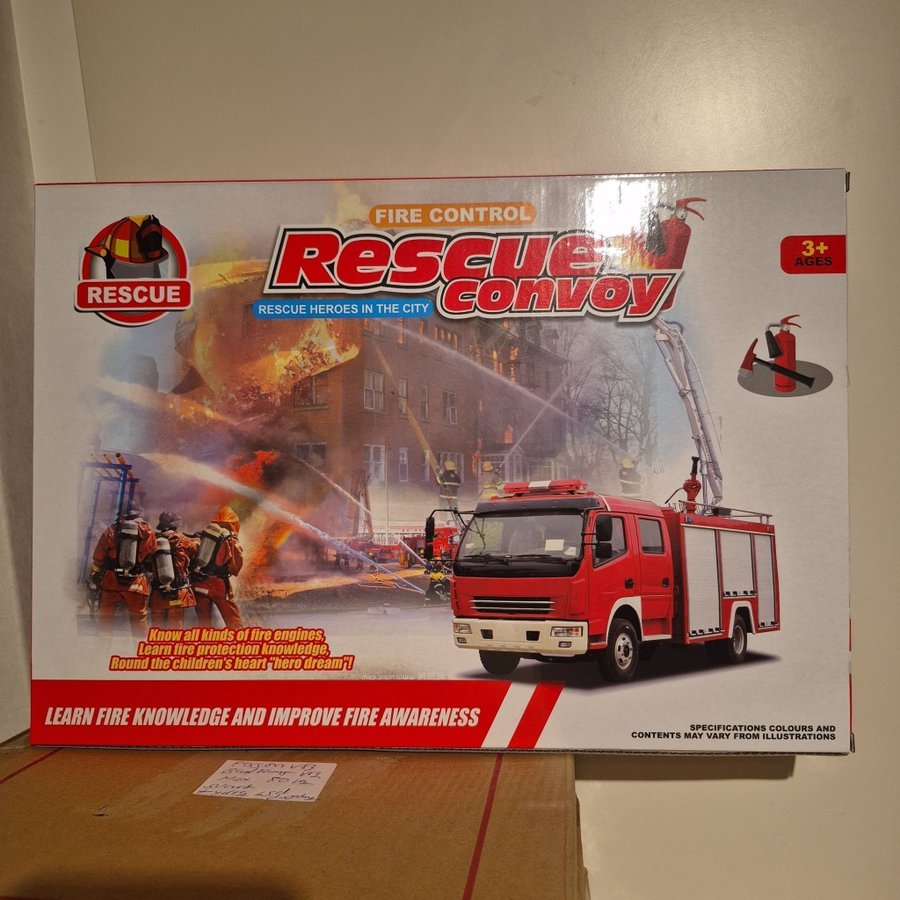 FIRE CONTROL
Rescue
convoy
RESCUE HEROES IN THE CITY
RESCUE
3+
AGES
Know all kinds of fire engines,
Learn fire protection knowledge,
Round the children's heart "hero dream"!
LEARN FIRE KNOWLEDGE AND IMPROVE FIRE AWARENESS
SPECIFICATIONS COLOURS AND
CONTENTS MAY VARY FROM ILLUSTRATIONS